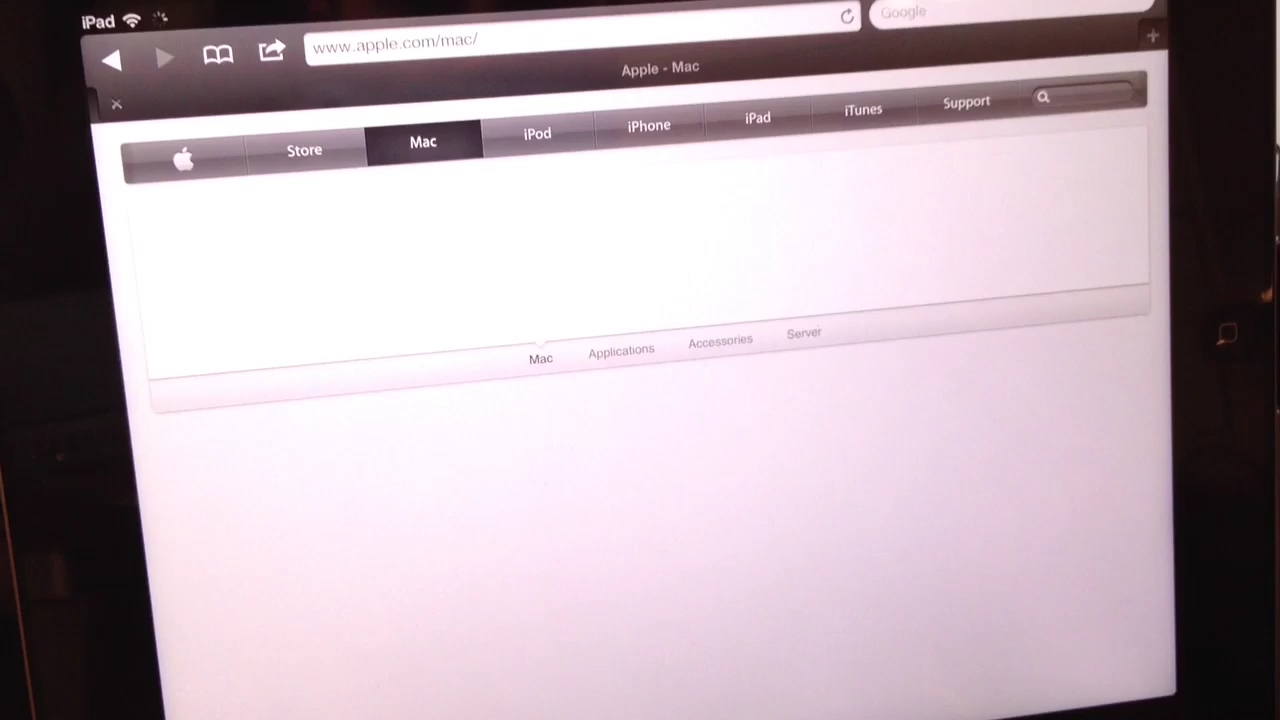 iPad
www.apple.com/mac/
Google
Apple - Mac
Store Mac iPod iPhone iPad iTunes Support
Mac Applications Accessories Server